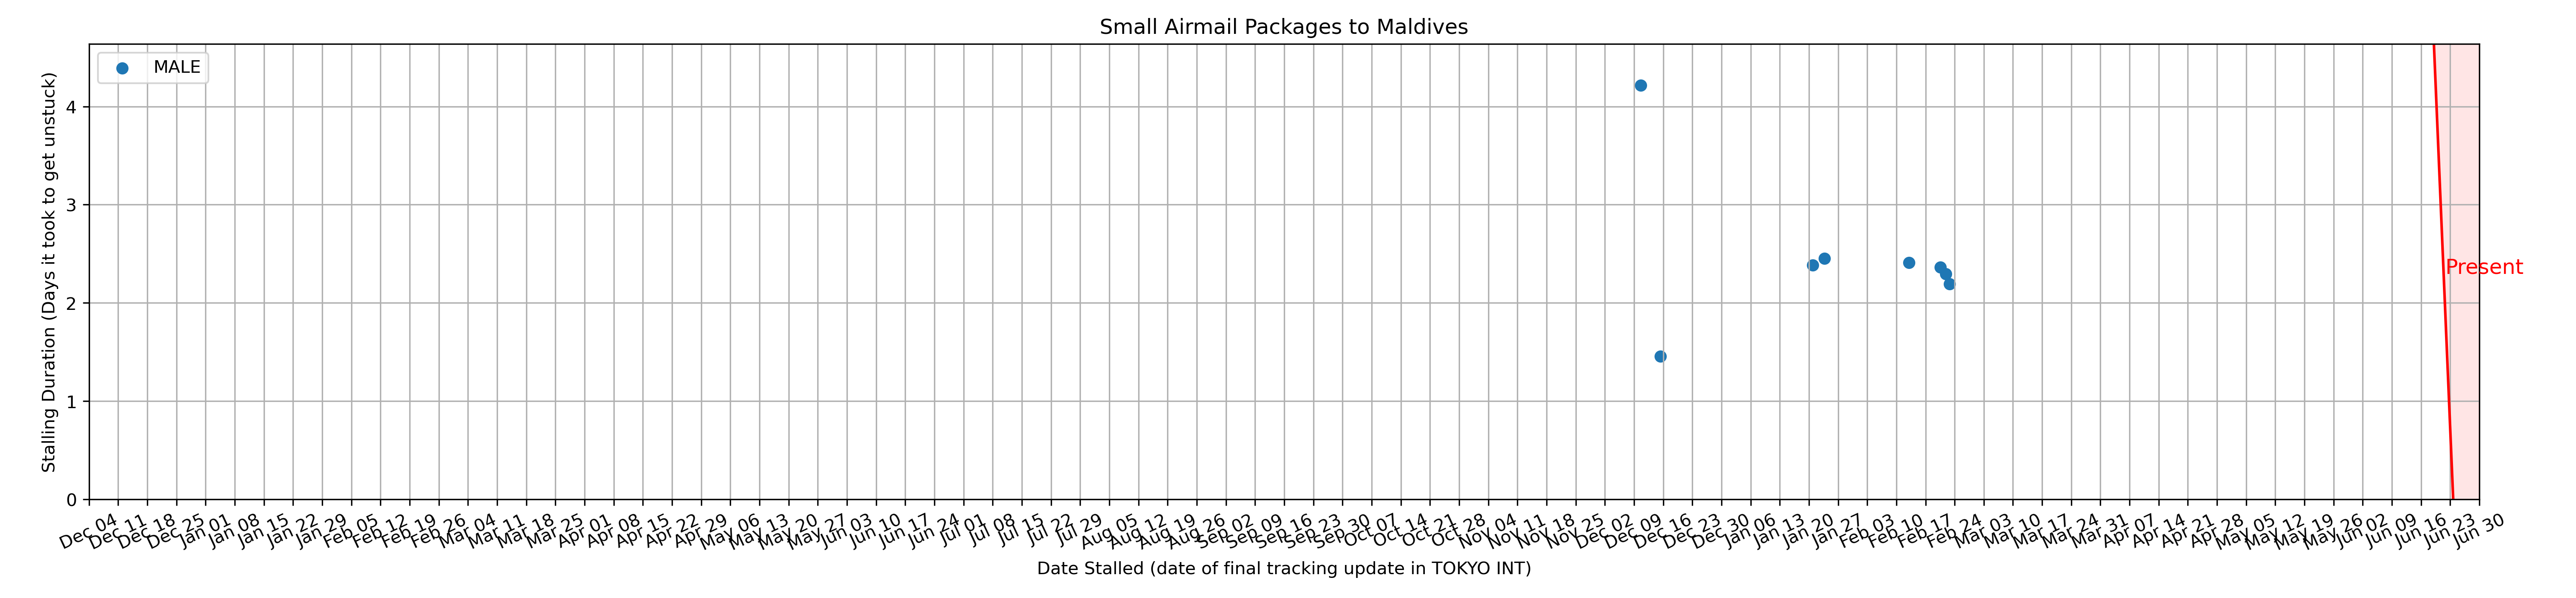 Small Airmail Packages to Maldives
MALE
4
3
2
1
0
Stalling Duration (Days it took to get unstuck)
Present
Dec 04
Dec 11
Dec 18
Dec 25
Jan 01
Jan 08
Jan 15
Jan 22
Jan 29
Feb 05
Feb 12
Feb 19
Feb 26
Mar 04
Mar 11
Mar 18
Mar 25
Apr 01
Apr 08
Apr 15
Apr 22
Apr 29
May 06
May 13
May 20
May 27
Jun 03
Jun 10
Jun 17
Jun 24
Jul 01
Jul 08
Jul 15
Jul 22
Jul 29
Aug 05
Aug 12
Aug 19
Aug 26
Sep 02
Sep 09
Sep 16
Sep 23
Sep 30
Oct 07
Oct 14
Oct 21
Oct 28
Nov 04
Nov 11
Nov 18
Nov 25
Dec 02
Dec 09
Dec 16
Dec 23
Dec 30
Jan 06
Jan 13
Jan 20
Jan 27
Feb 03
Feb 10
Feb 17
Feb 24
Mar 03
Mar 10
Mar 17
Mar 24
Mar 31
Apr 07
Apr 14
Apr 21
Apr 28
May 05
May 12
May 19
May 26
Jun 02
Jun 09
Jun 16
Jun 23
Jun 30
Date Stalled (date of final tracking update in TOKYO INT)